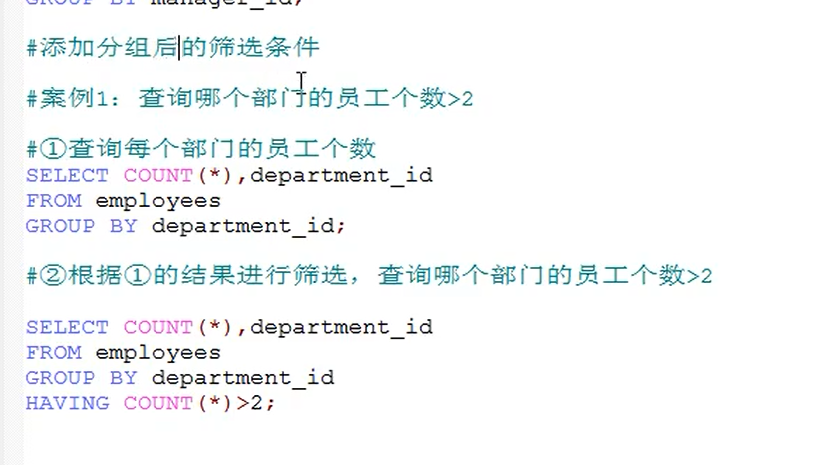 GROUP BY manager_id;
#添加分组后的筛选条件
#案例1：查询哪个部门的员工个数>2
#①查询每个部门的员工个数
SELECT COUNT(*),department_id
FROM employees
GROUP BY department_id;
#②根据①的结果进行筛选，查询哪个部门的员工个数>2
SELECT COUNT(*),department_id
FROM employees
GROUP BY department_id
HAVING COUNT(*)>2;